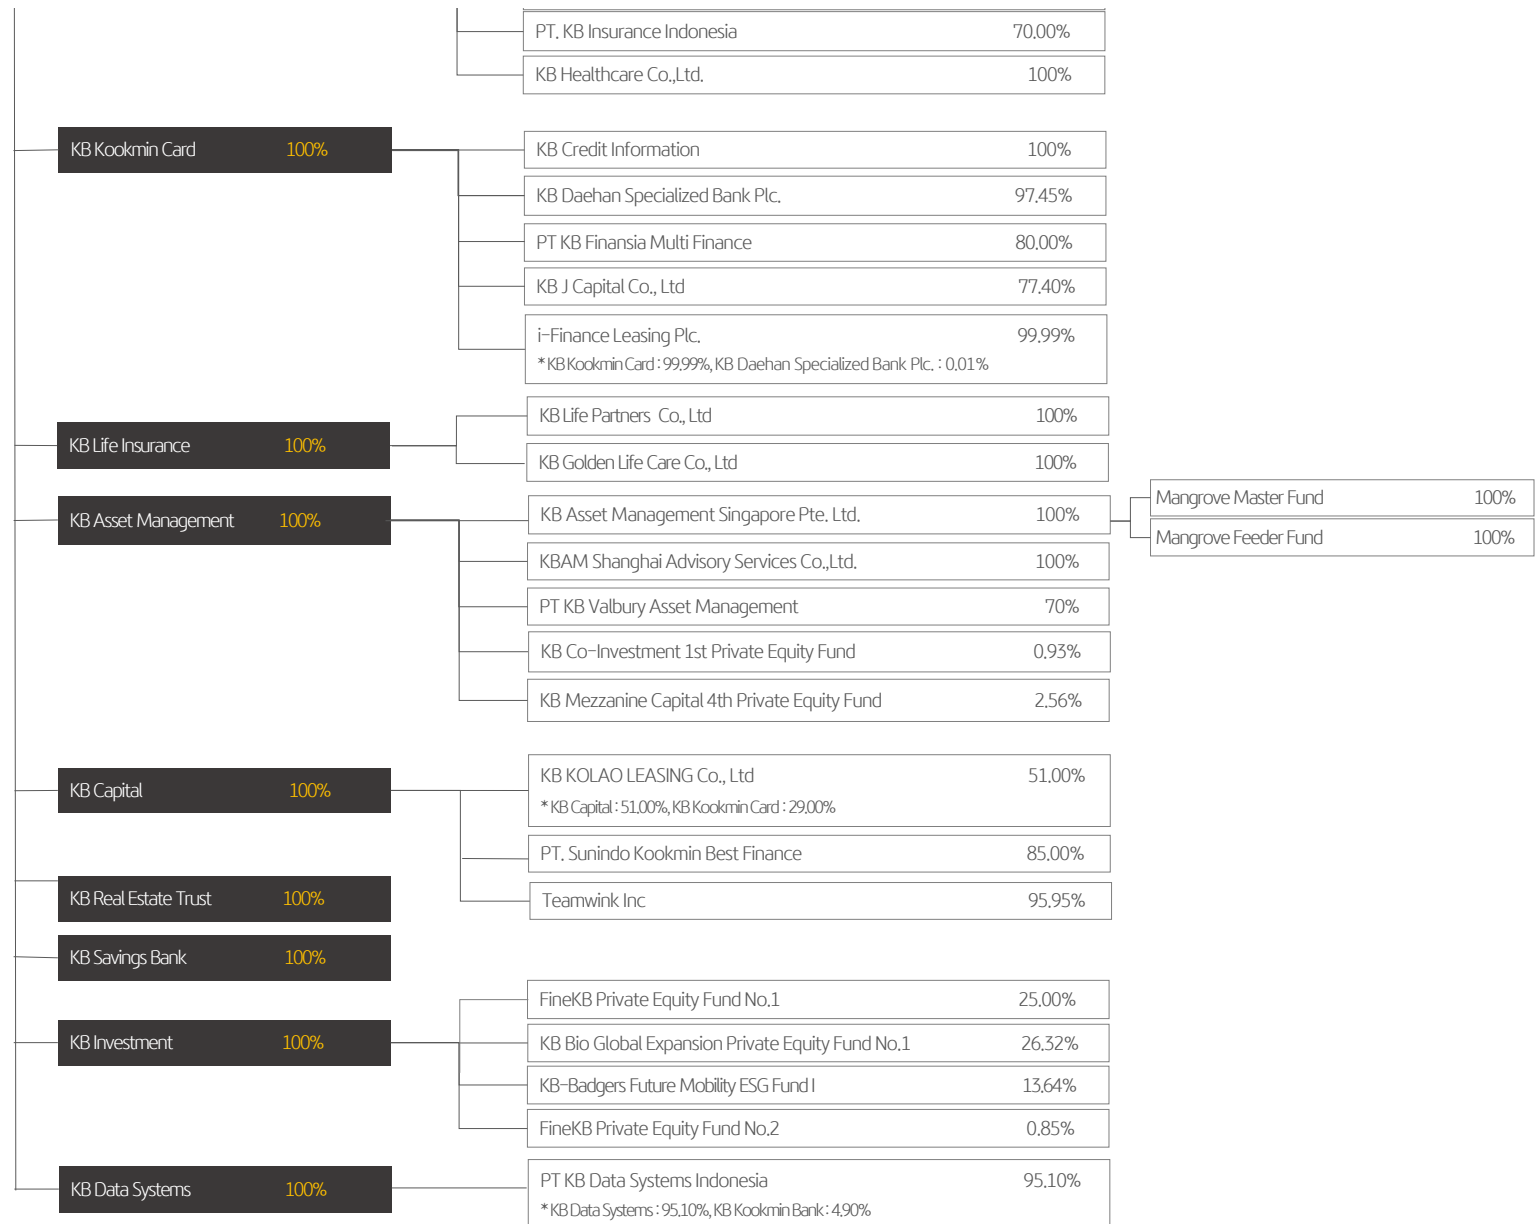 PT. KB Insurance Indonesia 70.00%
KB Healthcare Co.,Ltd. 100%
KB Kookmin Card 100%
KB Credit Information 100%
KB Daehan Specialized Bank Plc. 97.45%
PT KB Finansia Multi Finance 80.00%
KB J Capital Co., Ltd 77.40%
i-Finance Leasing Plc. 99.99%
* KB Kookmin Card : 99.99%, KB Daehan Specialized Bank Plc. : 0.01%
KB Life Insurance 100%
KB Life Partners Co., Ltd 100%
KB Golden Life Care Co., Ltd 100%
KB Asset Management 100%
KB Asset Management Singapore Pte. Ltd. 100%
Mangrove Master Fund 100%
Mangrove Feeder Fund 100%
KBAM Shanghai Advisory Services Co.,Ltd. 100%
PT KB Valbury Asset Management 70%
KB Co-Investment 1st Private Equity Fund 0.93%
KB Mezzanine Capital 4th Private Equity Fund 2.56%
KB Capital 100%
KB KOLAO LEASING Co., Ltd 51.00%
* KB Capital : 51.00%, KB Kookmin Card : 29.00%
PT. Sunindo Kookmin Best Finance 85.00%
Teamwink Inc 95.95%
KB Real Estate Trust 100%
KB Savings Bank 100%
KB Investment 100%
FineKB Private Equity Fund No.1 25.00%
KB Bio Global Expansion Private Equity Fund No.1 26.32%
KB-Badgers Future Mobility ESG Fund I 13.64%
FineKB Private Equity Fund No.2 0.85%
KB Data Systems 100%
PT KB Data Systems Indonesia 95.10%
* KB Data Systems : 95.10%, KB Kookmin Bank : 4.90%